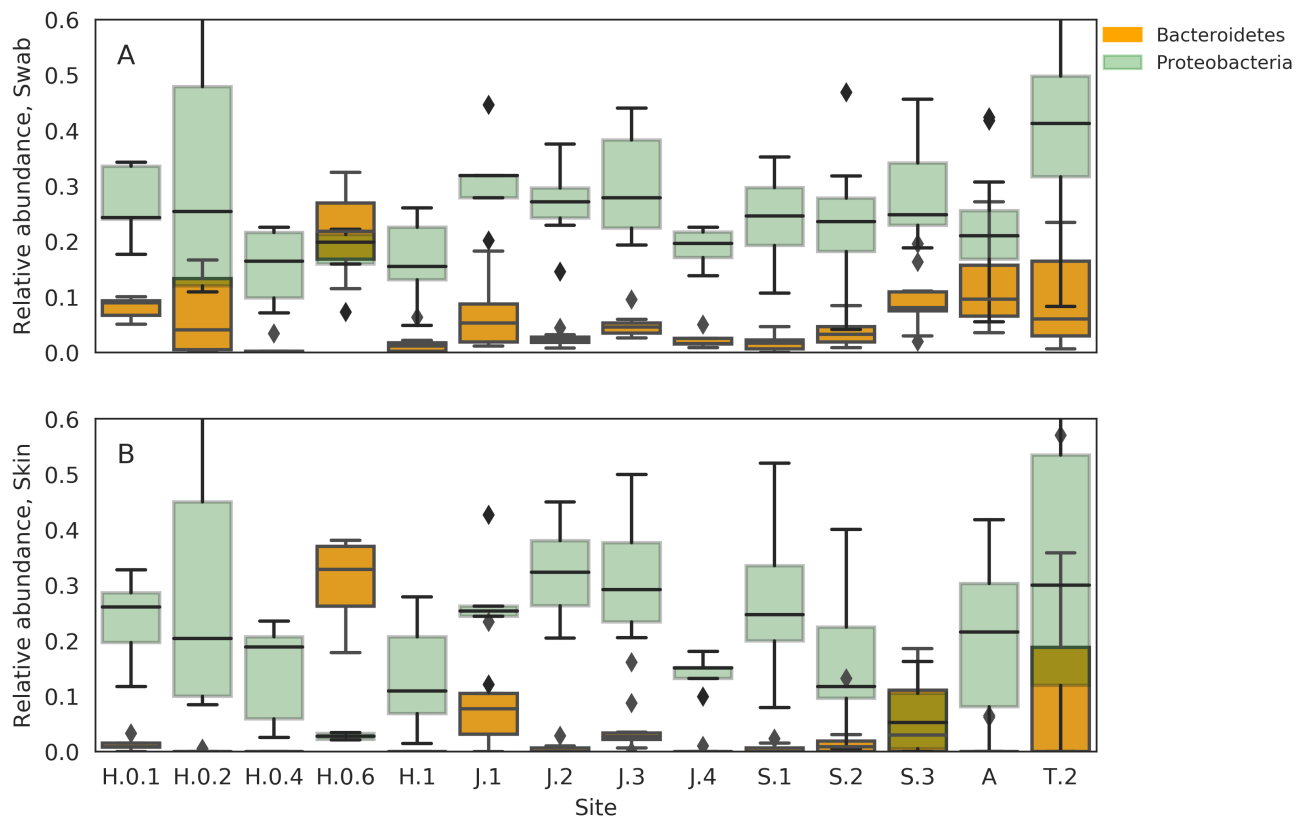 A
Relative abundance, Swab
0.6
0.5
0.4
0.3
0.2
0.1
0.0
Bacteroidetes
Proteobacteria
B
Relative abundance, Skin
0.6
0.5
0.4
0.3
0.2
0.1
0.0
H.0.1 H.0.2 H.0.4 H.0.6 H.1 J.1 J.2 J.3 J.4 S.1 S.2 S.3 A T.2
Site